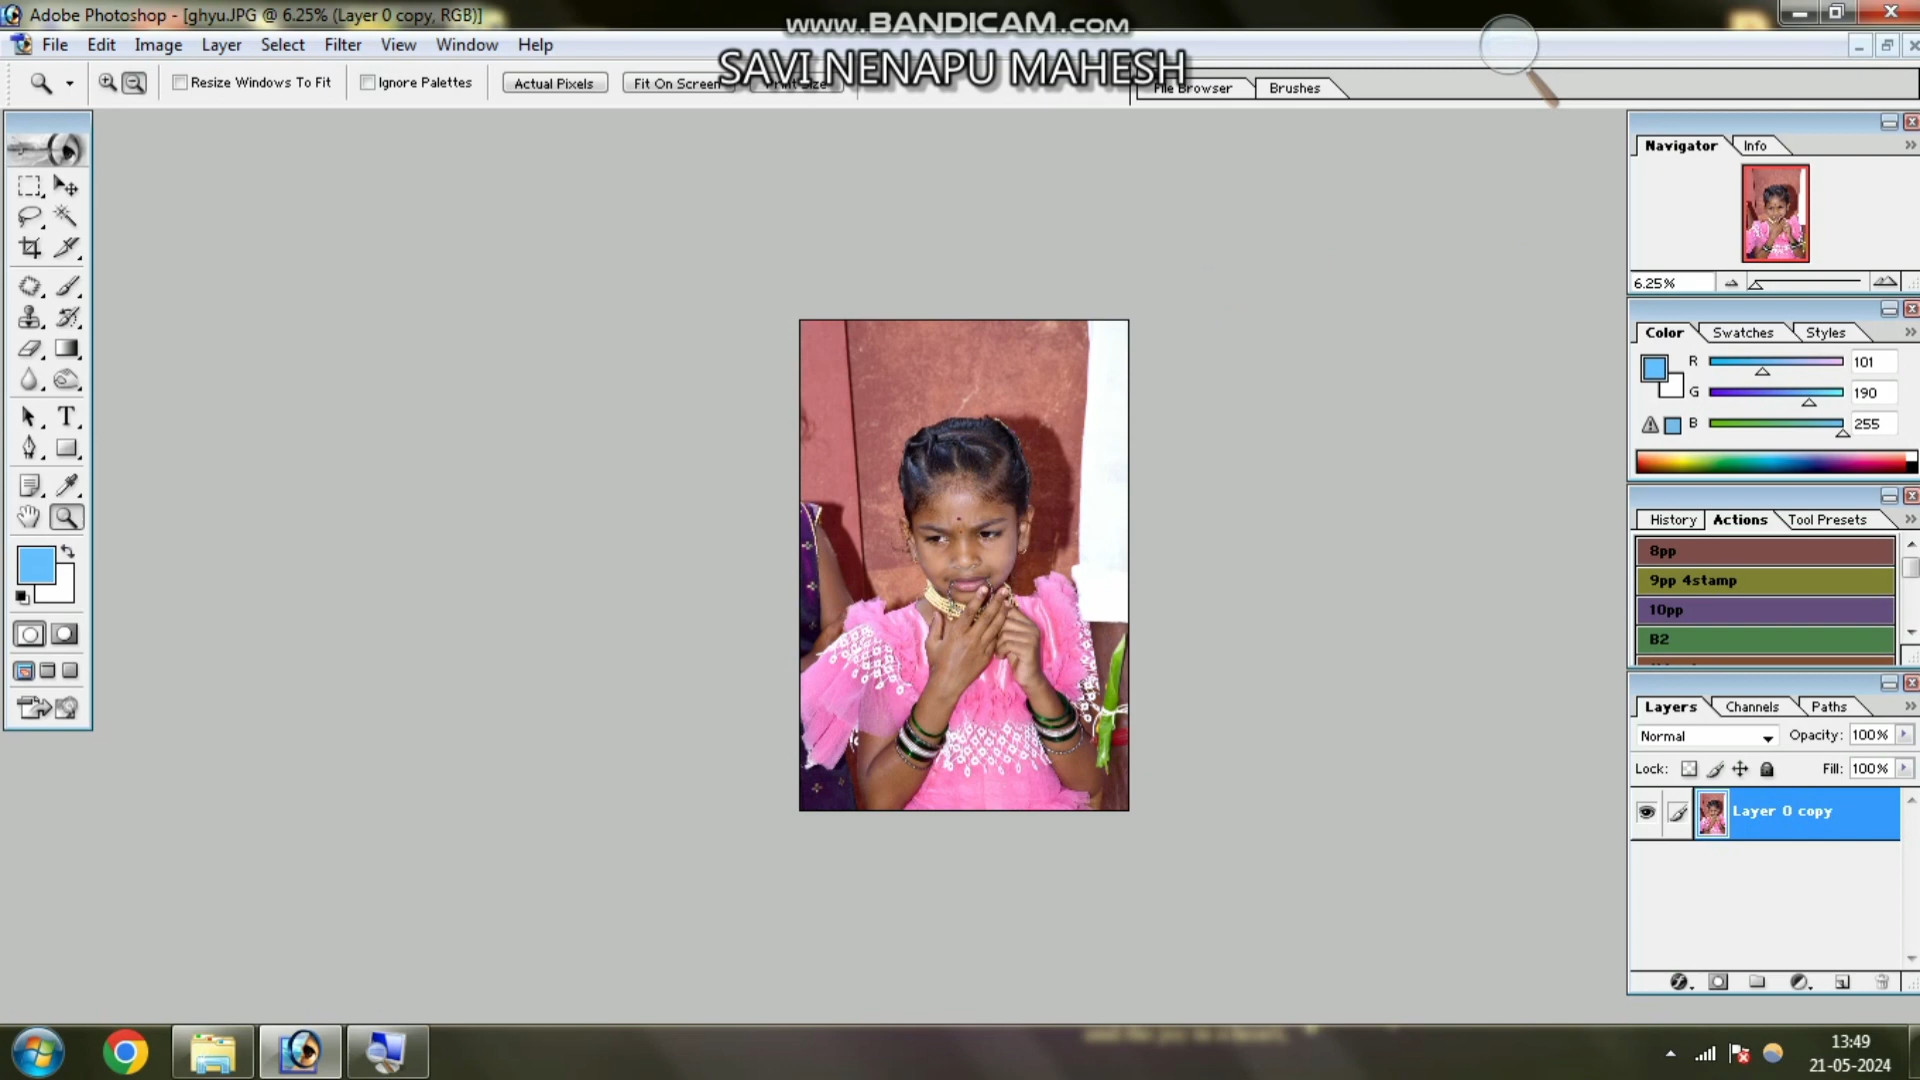 Adobe Photoshop - [ghyu.JPG @ 6.25% (Layer 0 copy, RGB)]
www.BANDICAM.com
File Edit Image Layer Select Filter View Window Help
SAVI NENAPU MAHESH
Resize Windows To Fit Ignore Palettes Actual Pixels Fit On Screen Print Size File Browser Brushes
Navigator Info
6.25%
Color Swatches Styles
R 101
G 190
B 255
History Actions Tool Presets
8pp
9pp 4stamp
10pp
B2
Layers Channels Paths
Normal Opacity: 100%
Lock: Fill: 100%
Layer 0 copy
13:49
21-05-2024